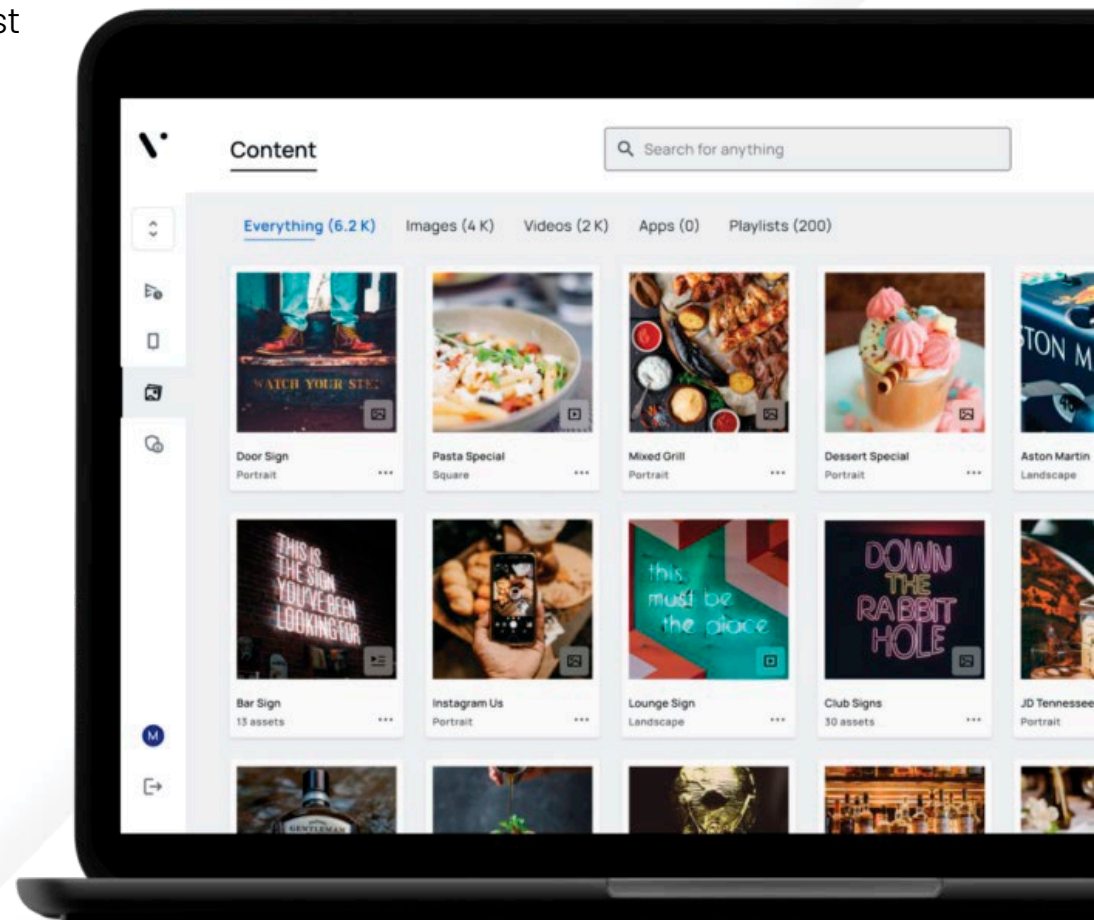 st
Content
Search for anything
Everything (6.2 K) Images (4 K) Videos (2 K) Apps (0) Playlists (200)
WATCH YOUR STEP
STON M
46
Door Sign
Portrait
Pasta Special
Square
Mixed Grill
Portrait
Dessert Special
Portrait
Aston Martin
Landscape
THIS IS
THE SIGN
YOU'VE BEEN
LOOKING FOR
this
must be
the place
DOWN
THE
RABBIT
HOLE
Bar Sign
13 assets
Instagram Us
Portrait
Lounge Sign
Landscape
Club Signs
30 assets
JD Tennessee
Portrait
M
GENTLEMAN